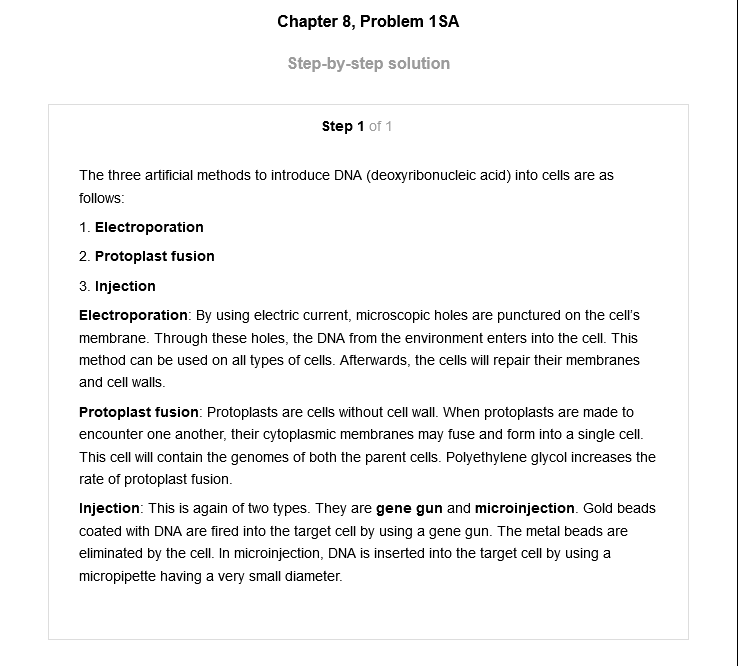 Chapter 8, Problem 1SA
Step-by-step solution
Step 1 of 1
The three artificial methods to introduce DNA (deoxyribonucleic acid) into cells are as
follows:
1. Electroporation
2. Protoplast fusion
3. Injection
Electroporation: By using electric current, microscopic holes are punctured on the cell's
membrane. Through these holes, the DNA from the environment enters into the cell. This
method can be used on all types of cells. Afterwards, the cells will repair their membranes
and cell walls.
Protoplast fusion: Protoplasts are cells without cell wall. When protoplasts are made to
encounter one another, their cytoplasmic membranes may fuse and form into a single cell.
This cell will contain the genomes of both the parent cells. Polyethylene glycol increases the
rate of protoplast fusion.
Injection: This is again of two types. They are gene gun and microinjection. Gold beads
coated with DNA are fired into the target cell by using a gene gun. The metal beads are
eliminated by the cell. In microinjection, DNA is inserted into the target cell by using a
micropipette having a very small diameter.